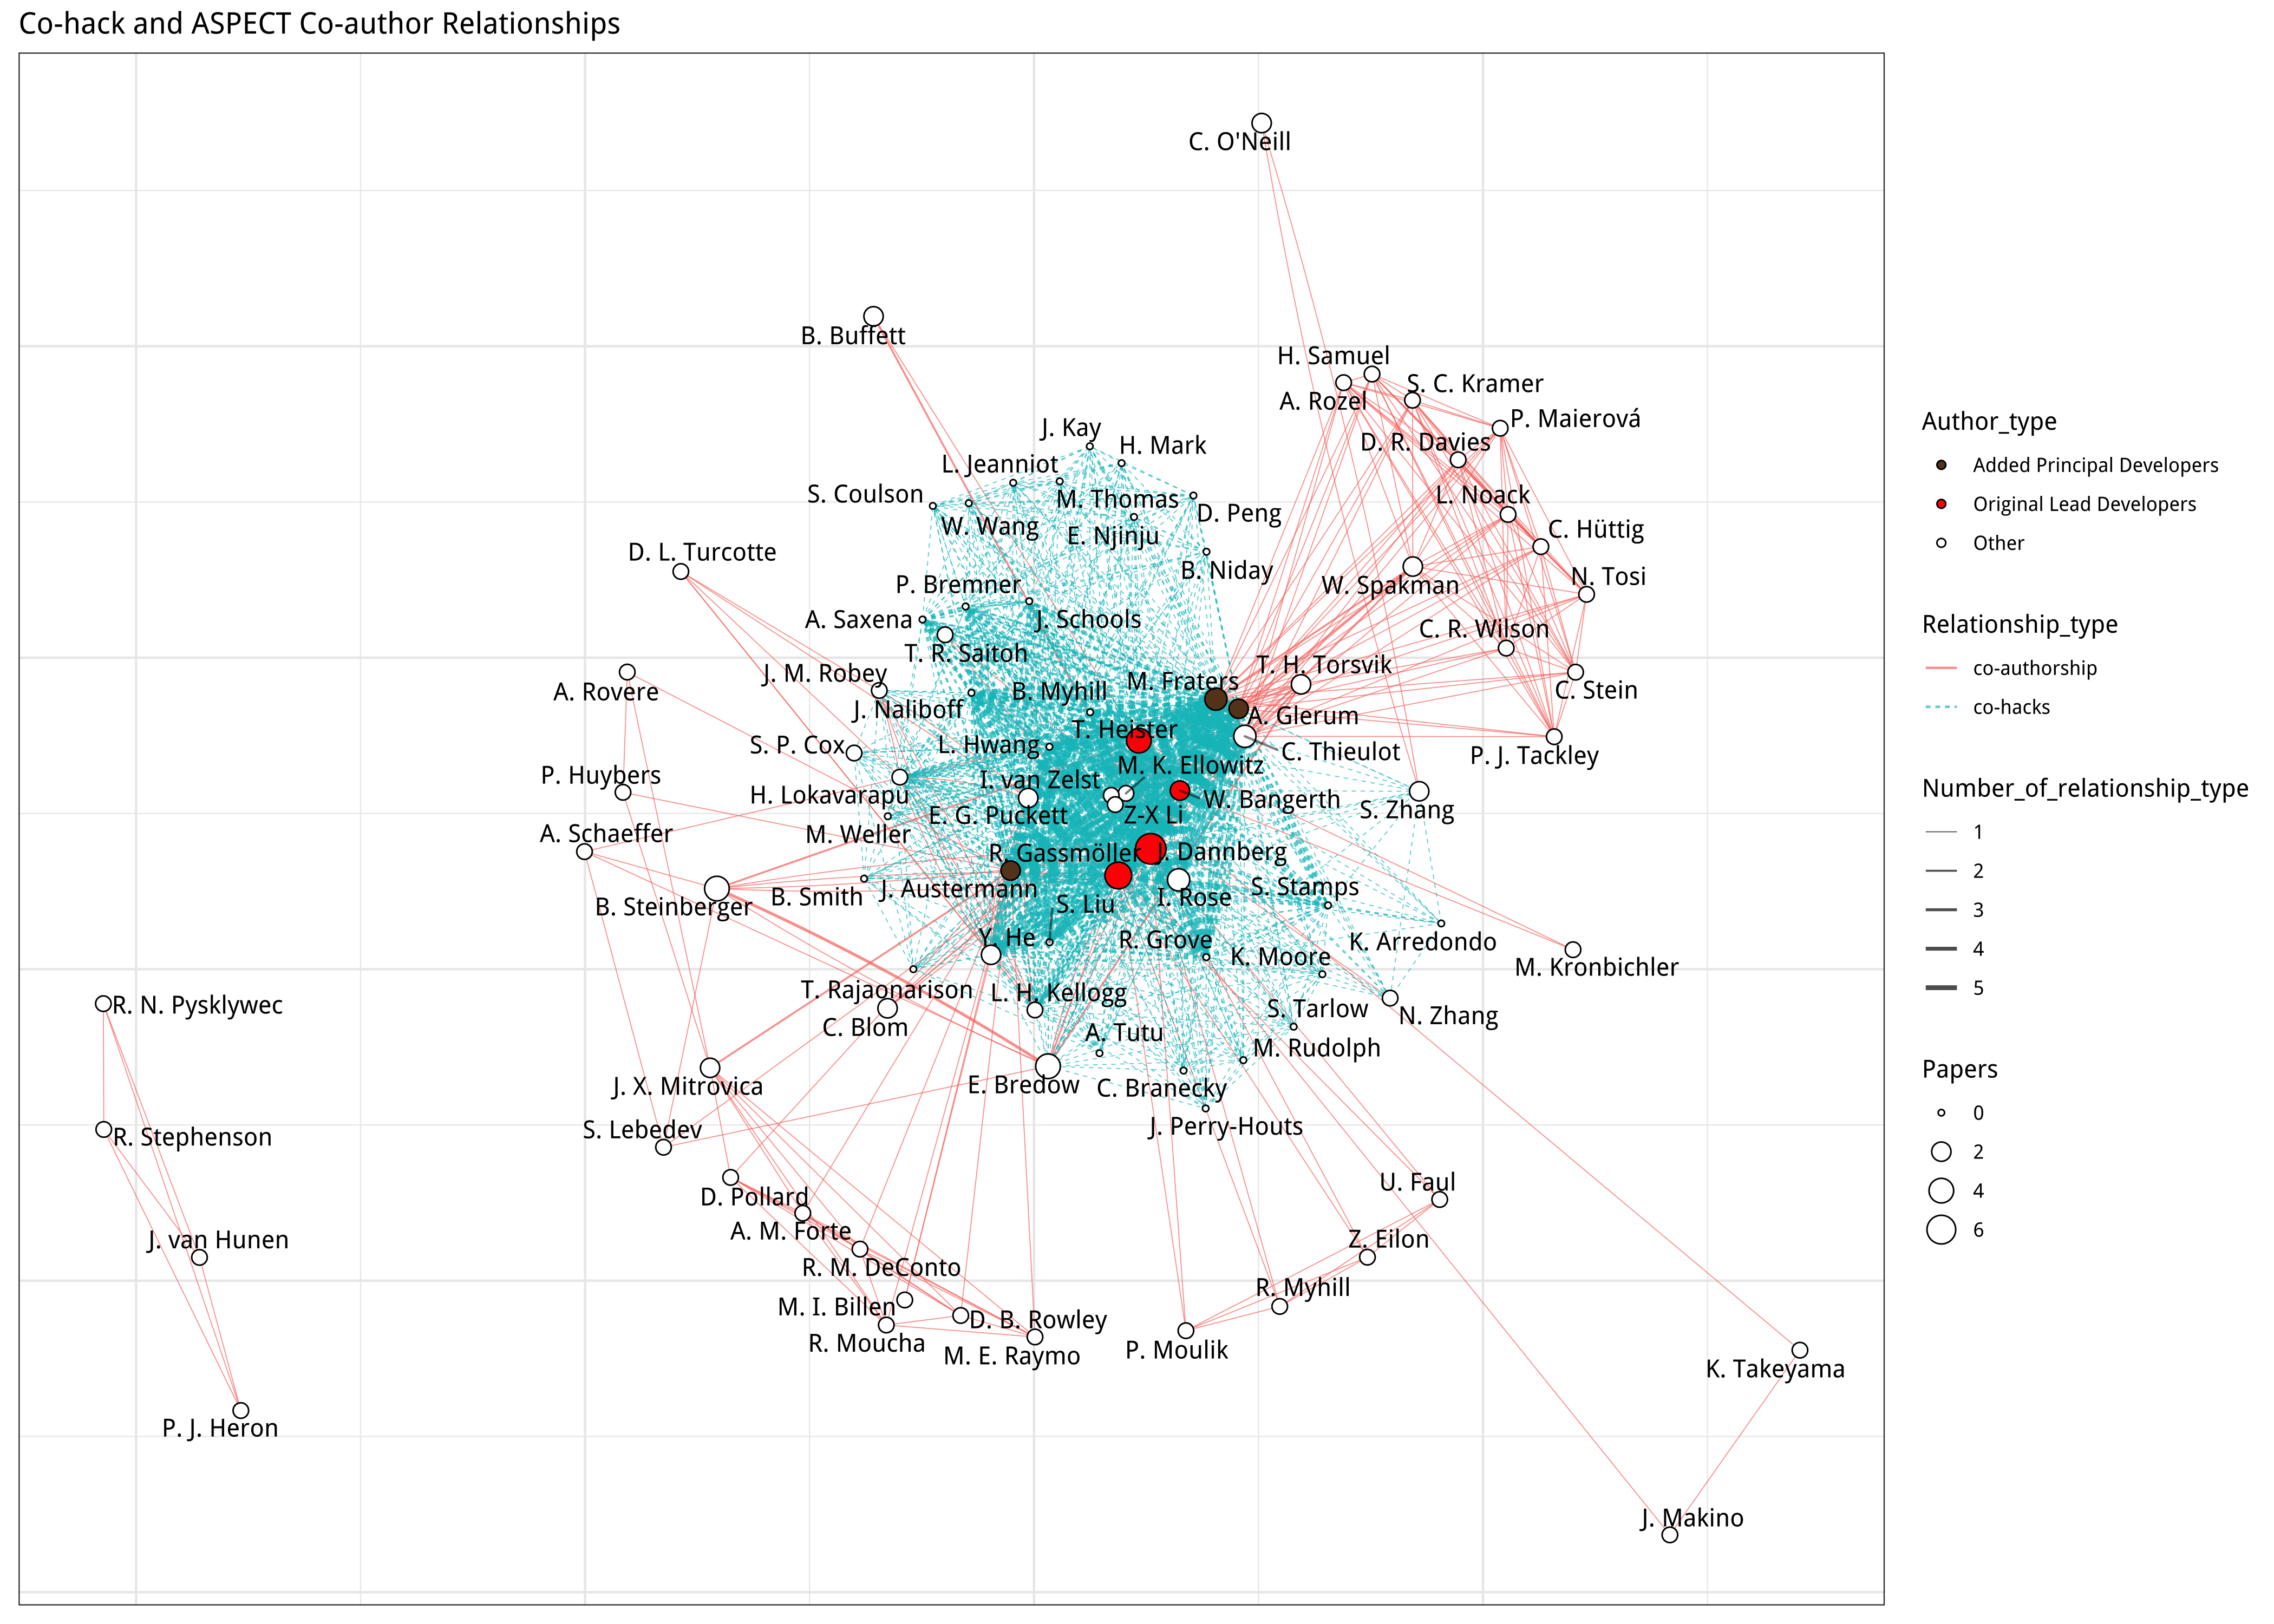 Co-hack and ASPECT Co-author Relationships
C. O'Neill
B. Buffett
H. Samuel
S. C. Kramer
A. Rozel
P. Maierová
J. Kay
H. Mark
D. R. Davies
L. Jeanniot
S. Coulson
M. Thomas
L. Noack
D. Peng
W. Wang
E. Njinju
C. Hüttig
D. L. Turcotte
B. Niday
N. Tosi
P. Bremner
W. Spakman
A. Saxena
J. Schools
C. R. Wilson
T. R. Saitoh
T. H. Torsvik
J. M. Robey
M. Fraters
A. Rovere
B. Myhill
C. Stein
J. Naliboff
A. Glerum
T. Heister
S. P. Cox
L. Hwang
C. Thieulot
P. J. Tackley
M. K. Ellowitz
P. Huybers
I. van Zelst
H. Lokavarapu
W. Bangerth
S. Zhang
E. G. Puckett
Z-X Li
A. Schaeffer
M. Weller
R. Gassmöller
J. Dannberg
B. Smith
J. Austermann
S. Stamps
I. Rose
B. Steinberger
S. Liu
Y. He
R. Grove
K. Arredondo
K. Moore
M. Kronbichler
T. Rajaonarison
L. H. Kellogg
R. N. Pysklywec
S. Tarlow
N. Zhang
C. Blom
A. Tutu
M. Rudolph
J. X. Mitrovica
E. Bredow
C. Branecky
S. Lebedev
J. Perry-Houts
R. Stephenson
U. Faul
D. Pollard
A. M. Forte
J. van Hunen
Z. Eilon
R. M. DeConto
R. Myhill
M. I. Billen
D. B. Rowley
R. Moucha
M. E. Raymo
P. Moulik
K. Takeyama
P. J. Heron
J. Makino
Author_type
Added Principal Developers
Original Lead Developers
Other
Relationship_type
co-authorship
co-hacks
Number_of_relationship_type
1
2
3
4
5
Papers
0
2
4
6